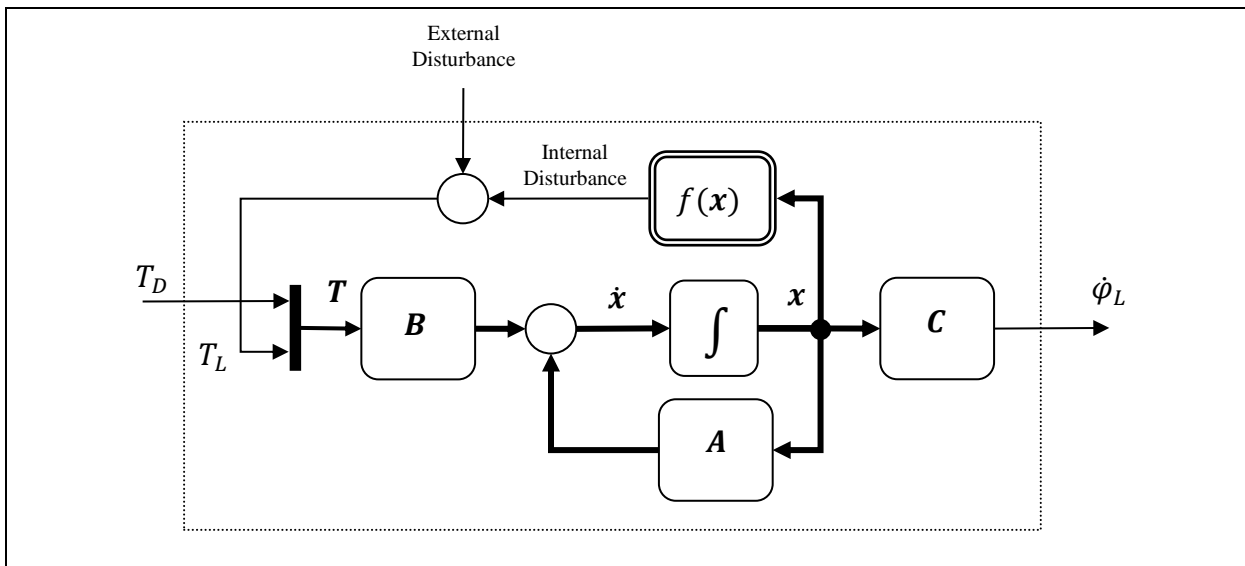 External
Disturbance
Internal
Disturbance
f(x)
T_D
T
B
ẋ
∫
x
C
φ̇_L
T_L
A